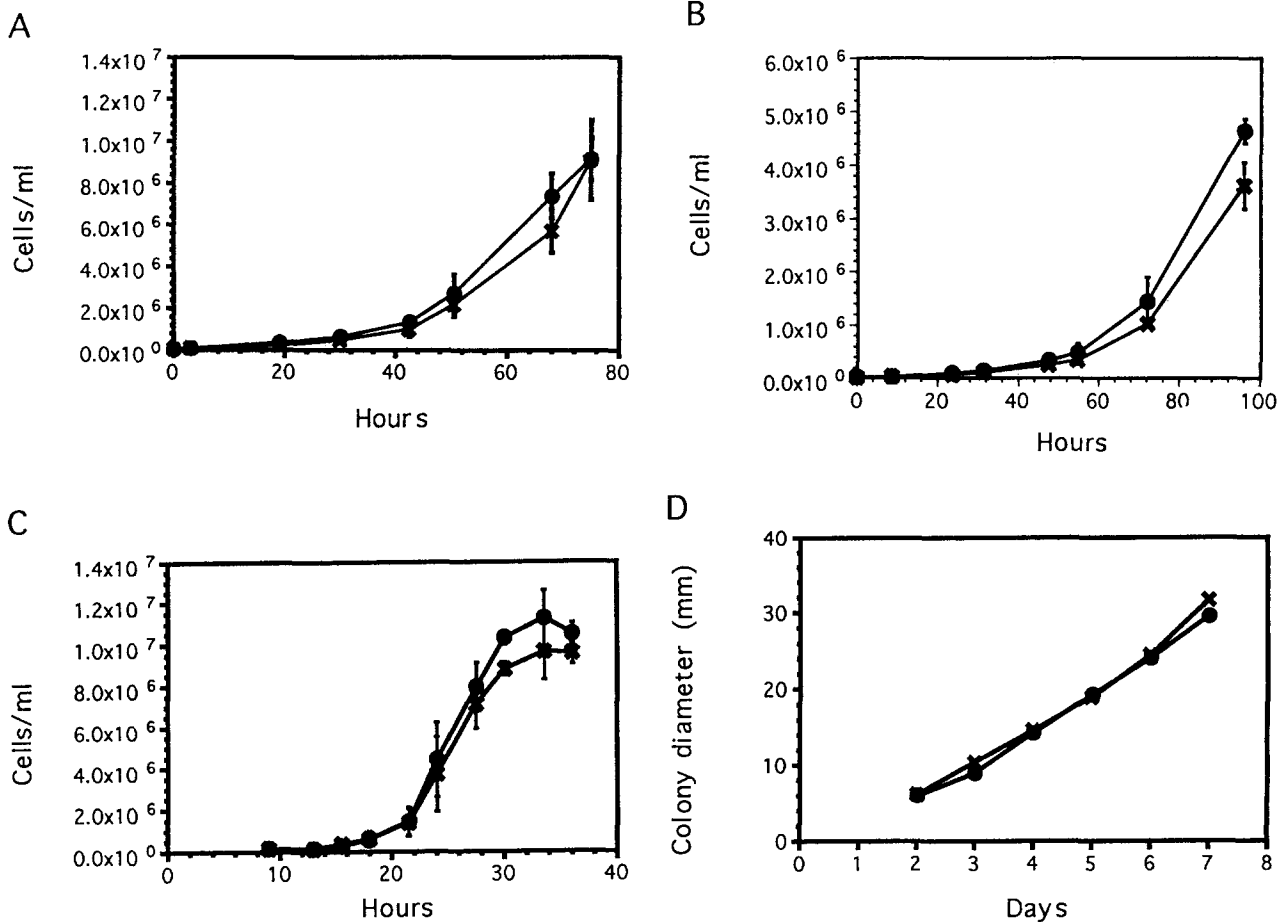 A
1.4x10 7
1.2x10 7
1.0x10 7
8.0x10 6
6.0x10 6
4.0x10 6
2.0x10 6
0.0x10 0
Cells/ml
0 20 40 60 80
Hours
B
6.0x10 6
5.0x10 6
4.0x10 6
3.0x10 6
2.0x10 6
1.0x10 6
0.0x10 0
Cells/ml
0 20 40 60 80 100
Hours
C
1.4x10 7
1.2x10 7
1.0x10 7
8.0x10 6
6.0x10 6
4.0x10 6
2.0x10 6
0.0x10 0
Cells/ml
0 10 20 30 40
Hours
D
40
30
20
10
0
Colony diameter (mm)
0 1 2 3 4 5 6 7 8
Days